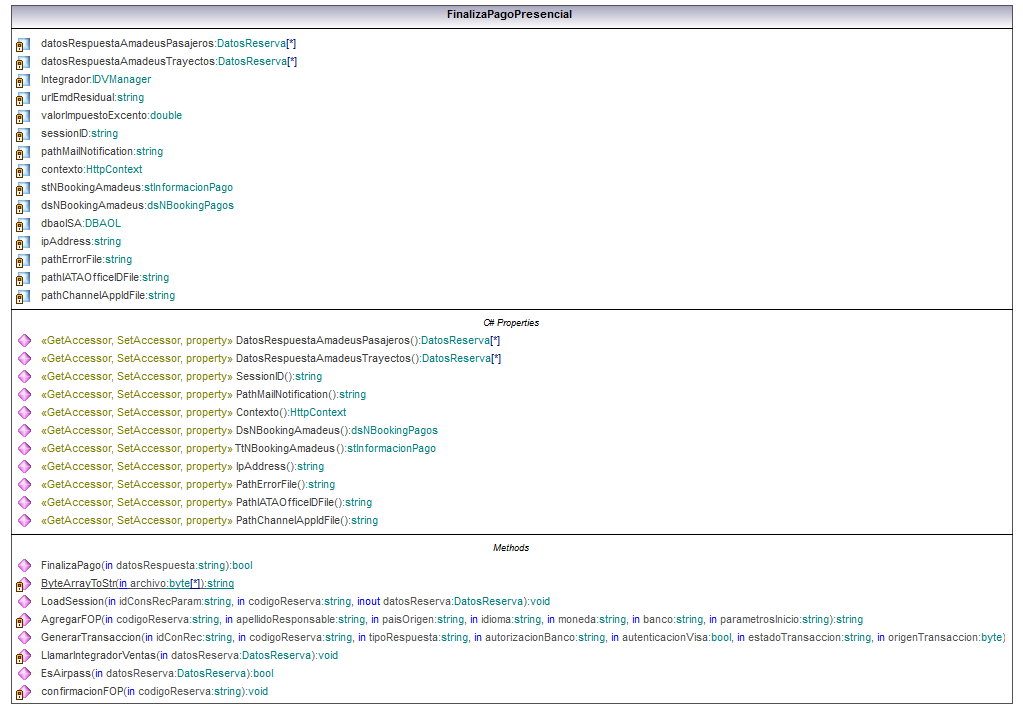 FinalizaPagoPresencial
datosRespuestaAmadeusPasajeros:DatosReserva[*]
datosRespuestaAmadeusTrayectos:DatosReserva[*]
Integrador:IDVManager
urlEmdResidual:string
valorImpuestoExcento:double
sessionID:string
pathMailNotification:string
contexto:HttpContext
stNBookingAmadeus:stInformacionPago
dsNBookingAmadeus:dsNBookingPagos
dbaolSA:DBAOL
ipAddress:string
pathErrorFile:string
pathIATAOfficeIDFile:string
pathChannelAppIdFile:string
C# Properties
«GetAccessor, SetAccessor, property» DatosRespuestaAmadeusPasajeros():DatosReserva[*]
«GetAccessor, SetAccessor, property» DatosRespuestaAmadeusTrayectos():DatosReserva[*]
«GetAccessor, SetAccessor, property» SessionID():string
«GetAccessor, SetAccessor, property» PathMailNotification():string
«GetAccessor, SetAccessor, property» Contexto():HttpContext
«GetAccessor, SetAccessor, property» DsNBookingAmadeus():dsNBookingPagos
«GetAccessor, SetAccessor, property» TtNBookingAmadeus():stInformacionPago
«GetAccessor, SetAccessor, property» IpAddress():string
«GetAccessor, SetAccessor, property» PathErrorFile():string
«GetAccessor, SetAccessor, property» PathIATAOfficeIDFile():string
«GetAccessor, SetAccessor, property» PathChannelAppIdFile():string
Methods
FinalizaPago(in datosRespuesta:string):bool
ByteArrayToStr(in archivo:byte[*]):string
LoadSession(in idConsRecParam:string, in codigoReserva:string, inout datosReserva:DatosReserva):void
AgregarFOP(in codigoReserva:string, in apellidoResponsable:string, in paisOrigen:string, in idioma:string, in moneda:string, in banco:string, in parametrosInicio:string):string
GenerarTransaccion(in idConRec:string, in codigoReserva:string, in tipoRespuesta:string, in autorizacionBanco:string, in autenticacionVisa:bool, in estadoTransaccion:string, in origenTransaccion:byte)
LlamarIntegradorVentas(in datosReserva:DatosReserva):void
EsAirpass(in datosReserva:DatosReserva):bool
confirmacionFOP(in codigoReserva:string):void